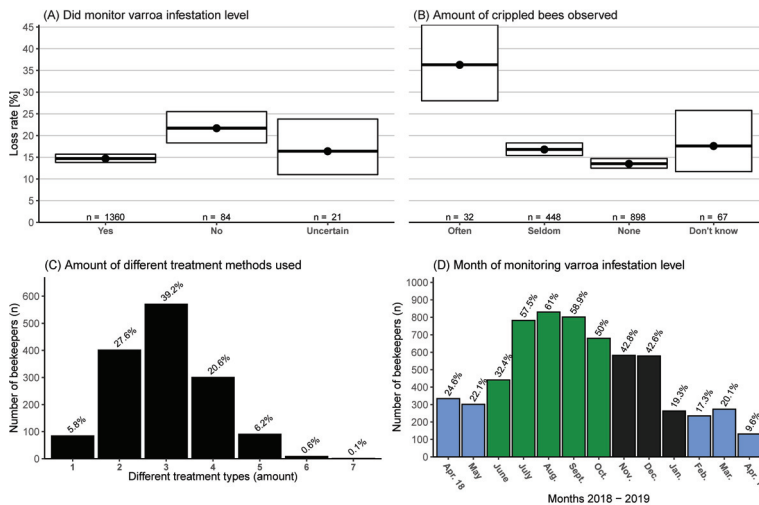 (A) Did monitor varroa infestation level
(B) Amount of crippled bees observed
Loss rate [%]
45
40
35
30
25
20
15
10
5
0
n = 1360
n = 84
n = 21
Yes
No
Uncertain
n = 32
n = 448
n = 898
n = 67
Often
Seldom
None
Don't know
(C) Amount of different treatment methods used
Number of beekeepers (n)
600
500
400
300
200
100
0
5.8%
27.6%
39.2%
20.6%
6.2%
0.6%
0.1%
1
2
3
4
5
6
7
Different treatment types (amount)
(D) Month of monitoring varroa infestation level
Number of beekeepers (n)
1000
900
800
700
600
500
400
300
200
100
0
24.6%
22.1%
32.4%
57.5%
61%
58.9%
50%
42.8%
42.6%
19.3%
17.3%
20.1%
9.6%
Apr. 18
May
June
July
Aug.
Sept.
Oct.
Nov.
Dec.
Jan.
Feb.
Mar.
Apr.
Months 2018 − 2019